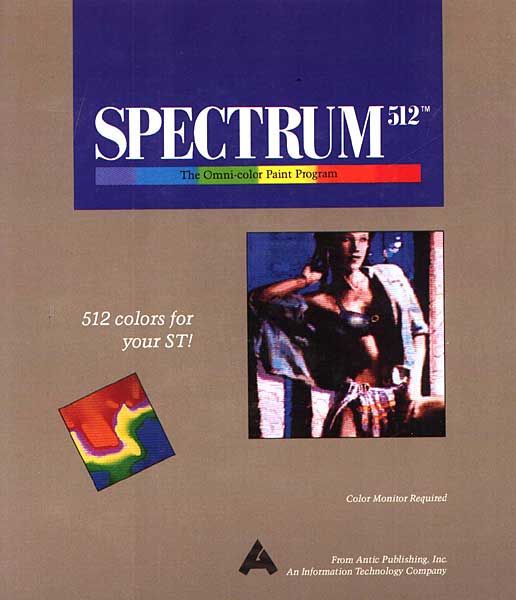 SPECTRUM 512™
The Omni-color Paint Program
512 colors for
your ST!
Color Monitor Required
From Antic Publishing, Inc.
An Information Technology Company